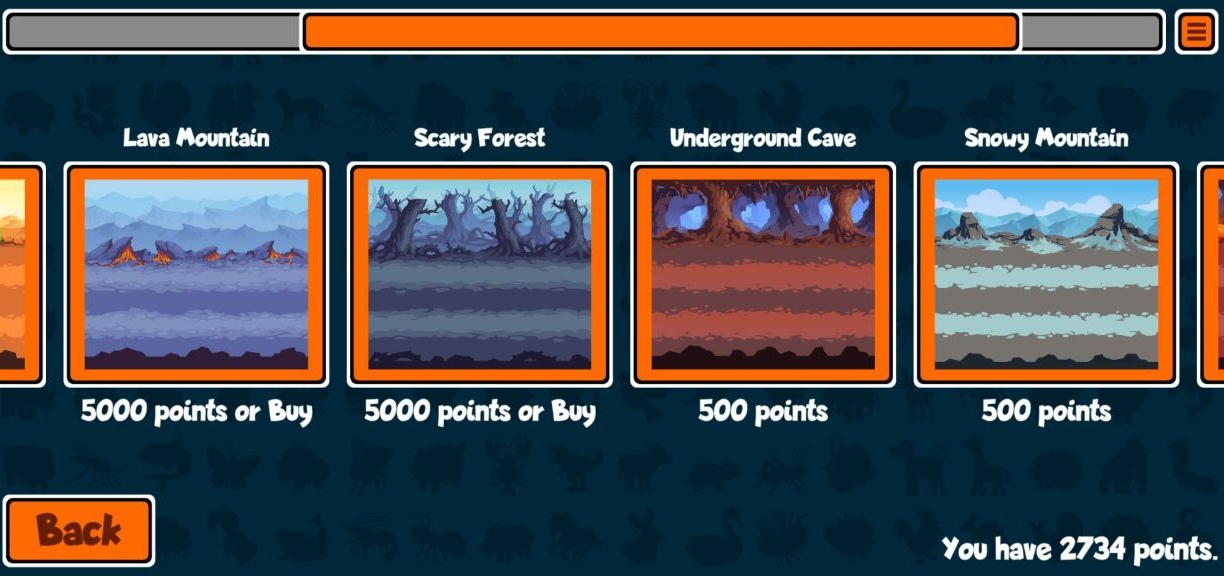 Lava Mountain
Scary Forest
Underground Cave
Snowy Mountain
5000 points or Buy
5000 points or Buy
500 points
500 points
Back
You have 2734 points.